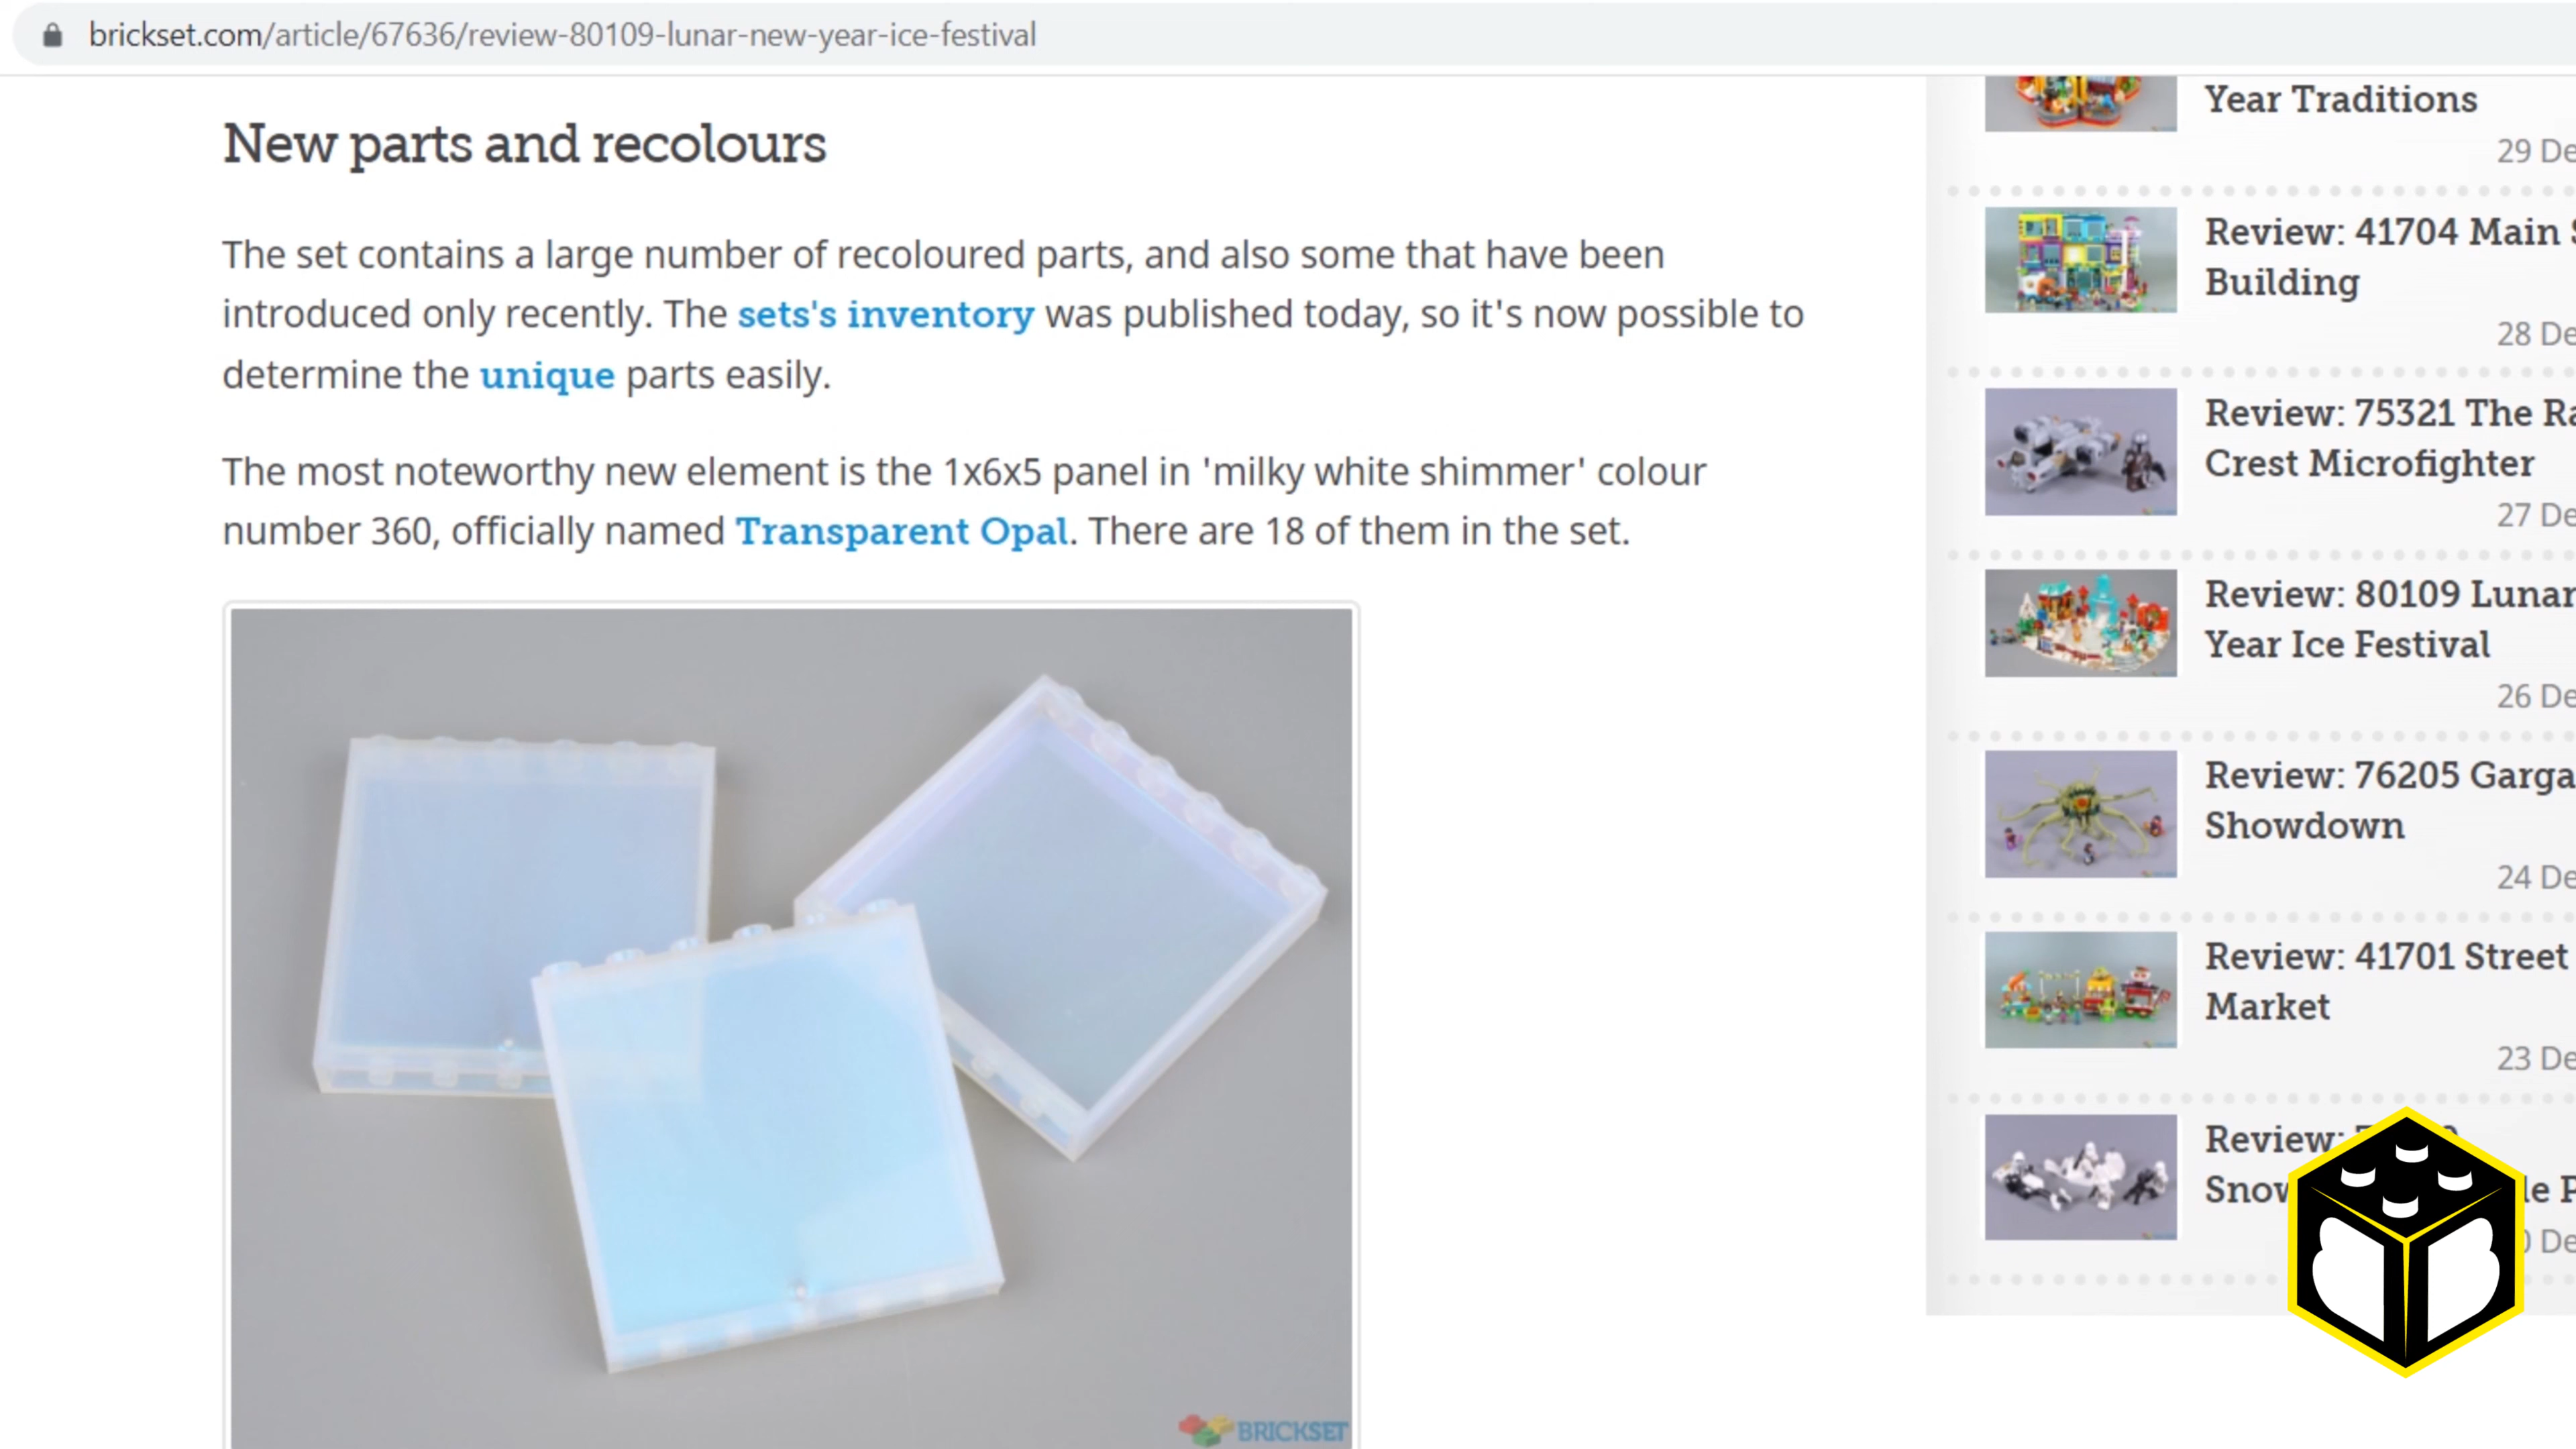 brickset.com/article/67636/review-80109-lunar-new-year-ice-festival
New parts and recolours
The set contains a large number of recoloured parts, and also some that have been
introduced only recently. The sets's inventory was published today, so it's now possible to
determine the unique parts easily.
The most noteworthy new element is the 1x6x5 panel in 'milky white shimmer' colour
number 360, officially named Transparent Opal. There are 18 of them in the set.
BRICKSET
Year Traditions
29 De
Review: 41704 Main S
Building
28 De
Review: 75321 The Ra
Crest Microfighter
27 De
Review: 80109 Lunar
Year Ice Festival
26 De
Review: 76205 Garga
Showdown
24 De
Review: 41701 Street
Market
23 De
Review:
Snow
De